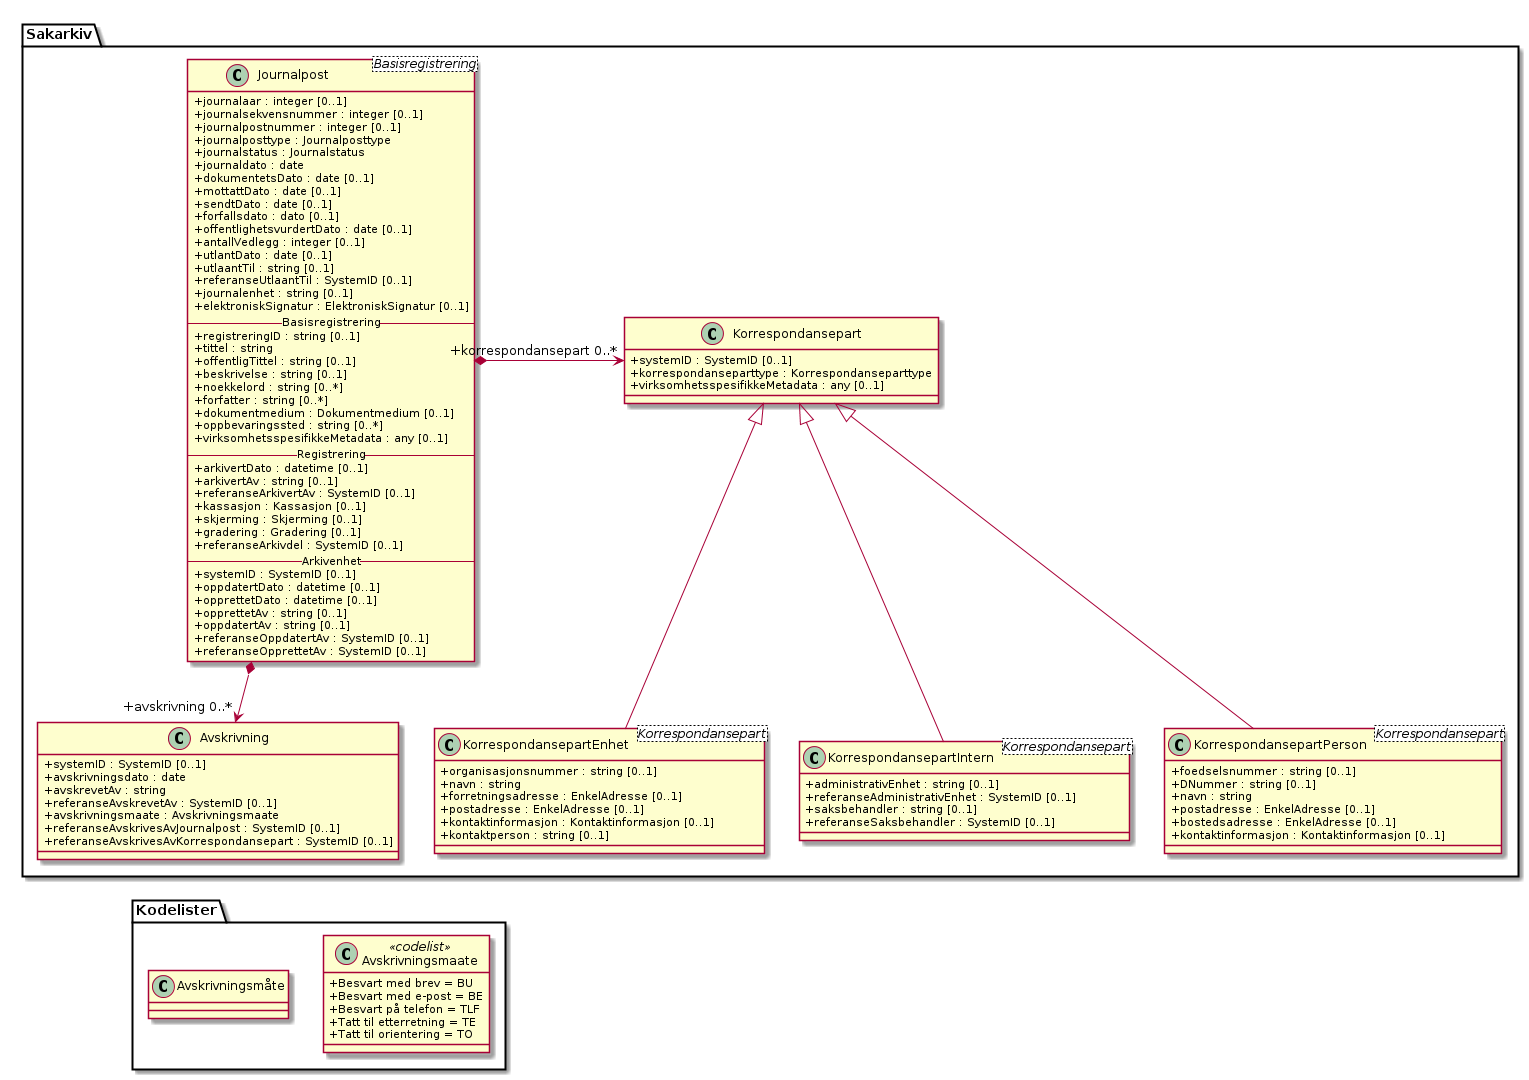 Sakarkiv
Basisregistrering
C Journalpost
+journalaar : integer [0..1]
+journalsekvensnummer : integer [0..1]
+journalpostnummer : integer [0..1]
+journalposttype : Journalposttype
+journalstatus : Journalstatus
+journaldato : date
+dokumentetsDato : date [0..1]
+mottattDato : date [0..1]
+sendtDato : date [0..1]
+forfallsdato : dato [0..1]
+offentlighetsvurdertDato : date [0..1]
+antallVedlegg : integer [0..1]
+utlantDato : date [0..1]
+utlaantTil : string [0..1]
+referanseUtlaantTil : SystemID [0..1]
+journalenhet : string [0..1]
+elektroniskSignatur : ElektroniskSignatur [0..1]
Basisregistrering
+registreringID : string [0..1]
+tittel : string
+offentligTittel : string [0..1]
+beskrivelse : string [0..1]
+noekkelord : string [0..*]
+forfatter : string [0..*]
+dokumentmedium : Dokumentmedium [0..1]
+oppbevaringssted : string [0..*]
+virksomhetsspesifikkeMetadata : any [0..1]
Registrering
+arkivertDato : datetime [0..1]
+arkivertAv : string [0..1]
+referanseArkivertAv : SystemID [0..1]
+kassasjon : Kassasjon [0..1]
+skjerming : Skjerming [0..1]
+gradering : Gradering [0..1]
+referanseArkivdel : SystemID [0..1]
Arkivenhet
+systemID : SystemID [0..1]
+oppdatertDato : datetime [0..1]
+opprettetDato : datetime [0..1]
+opprettetAv : string [0..1]
+oppdatertAv : string [0..1]
+referanseOppdatertAv : SystemID [0..1]
+referanseOpprettetAv : SystemID [0..1]
+korrespondansepart 0..*
C Korrespondansepart
+systemID : SystemID [0..1]
+korrespondanseparttype : Korrespondanseparttype
+virksomhetsspesifikkeMetadata : any [0..1]
+avskrivning 0..*
C Avskrivning
+systemID : SystemID [0..1]
+avskrivningsdato : date
+avskrevetAv : string
+referanseAvskrevetAv : SystemID [0..1]
+avskrivningsmaate : Avskrivningsmaate
+referanseAvskrivesAvJournalpost : SystemID [0..1]
+referanseAvskrivesAvKorrespondansepart : SystemID [0..1]
Korrespondansepart
C KorrespondansepartEnhet
+organisasjonsnummer : string [0..1]
+navn : string
+forretningsadresse : EnkelAdresse [0..1]
+postadresse : EnkelAdresse [0..1]
+kontaktinformasjon : Kontaktinformasjon [0..1]
+kontaktperson : string [0..1]
Korrespondansepart
C KorrespondansepartIntern
+administrativEnhet : string [0..1]
+referanseAdministrativEnhet : SystemID [0..1]
+saksbehandler : string [0..1]
+referanseSaksbehandler : SystemID [0..1]
Korrespondansepart
C KorrespondansepartPerson
+foedselsnummer : string [0..1]
+DNummer : string [0..1]
+navn : string
+postadresse : EnkelAdresse [0..1]
+bostedsadresse : EnkelAdresse [0..1]
+kontaktinformasjon : Kontaktinformasjon [0..1]
Kodelister
C Avskrivningsmåte
«codelist»
C Avskrivningsmaate
+Besvart med brev = BU
+Besvart med e-post = BE
+Besvart på telefon = TLF
+Tatt til etterretning = TE
+Tatt til orientering = TO